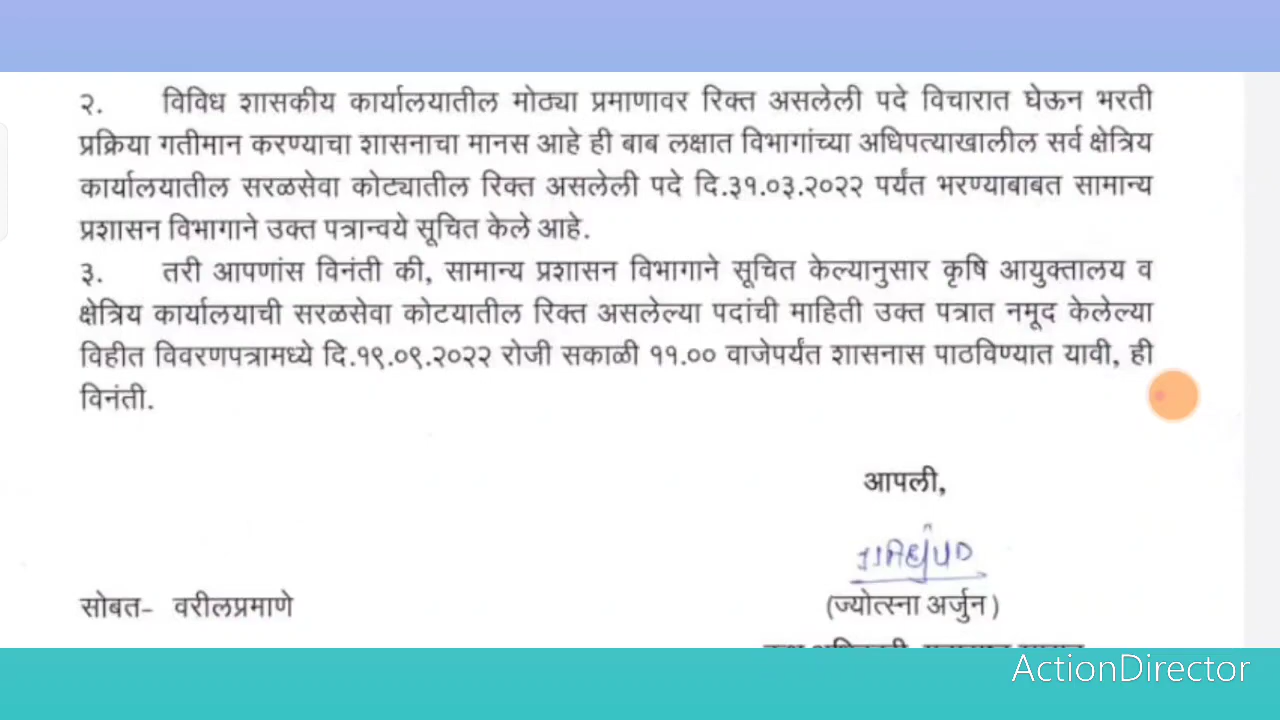 २. विविध शासकीय कार्यालयातील मोठ्या प्रमाणावर रिक्त असलेली पदे विचारात घेऊन भरती
प्रक्रिया गतीमान करण्याचा शासनाचा मानस आहे ही बाब लक्षात विभागांच्या अधिपत्याखालील सर्व क्षेत्रिय
कार्यालयातील सरळसेवा कोट्यातील रिक्त असलेली पदे दि.३१.०३.२०२२ पर्यंत भरण्याबाबत सामान्य
प्रशासन विभागाने उक्त पत्रान्वये सूचित केले आहे.
३. तरी आपणांस विनंती की, सामान्य प्रशासन विभागाने सूचित केल्यानुसार कृषि आयुक्तालय व
क्षेत्रिय कार्यालयाची सरळसेवा कोटयातील रिक्त असलेल्या पदांची माहिती उक्त पत्रात नमूद केलेल्या
विहीत विवरणपत्रामध्ये दि.१९.०९.२०२२ रोजी सकाळी ११.०० वाजेपर्यंत शासनास पाठविण्यात यावी, ही
विनंती.
आपली,
सोबत- वरीलप्रमाणे
(ज्योत्स्ना अर्जुन)
ActionDirector